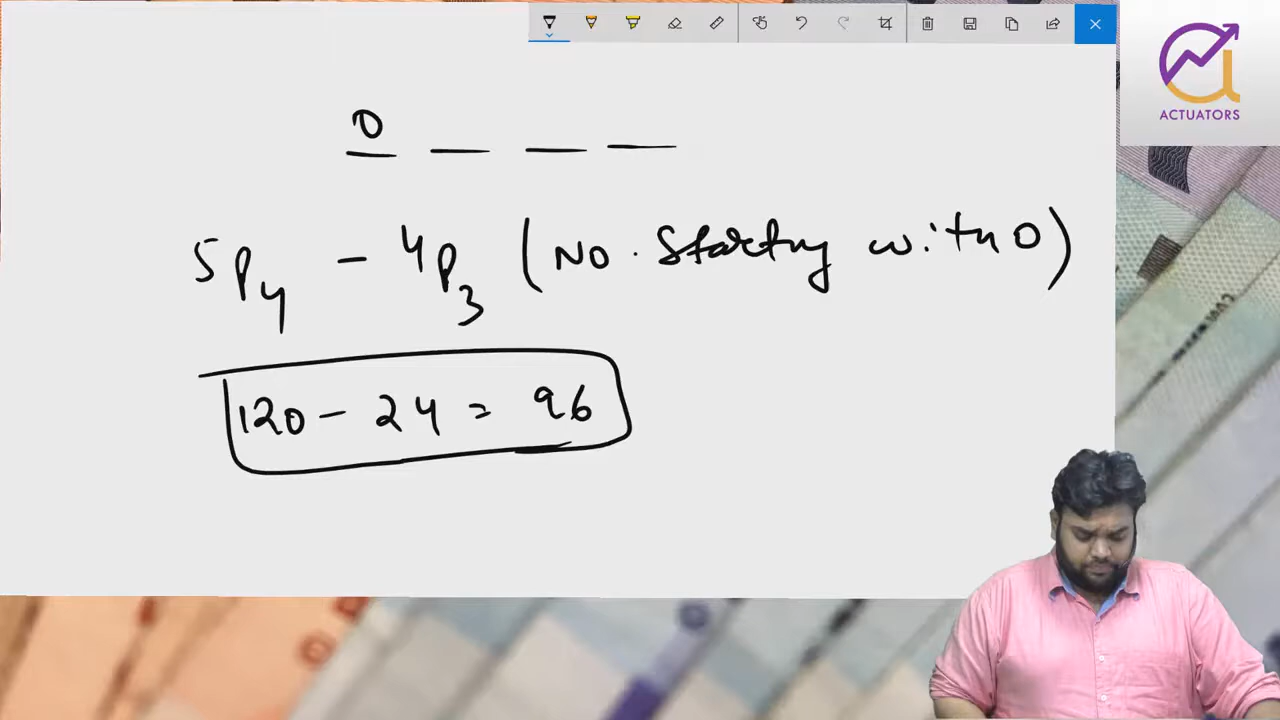 ACTUATORS
0
5P4 - 4P3 (No. Starting with 0)
120 - 24 = 96